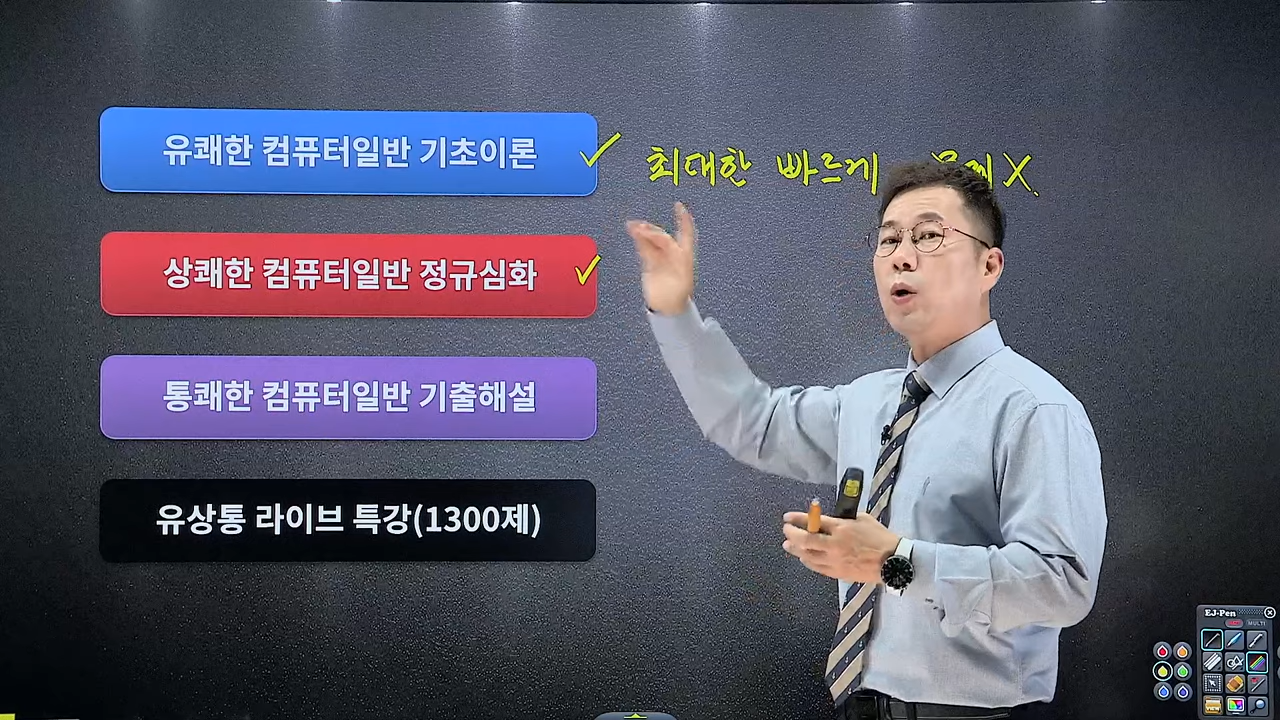 유쾌한 컴퓨터일반 기초이론
최대한 빠르게
X.
상쾌한 컴퓨터일반 정규심화
통쾌한 컴퓨터일반 기출해설
유상통 라이브 특강(1300제)
EJ-Pen
MULTI